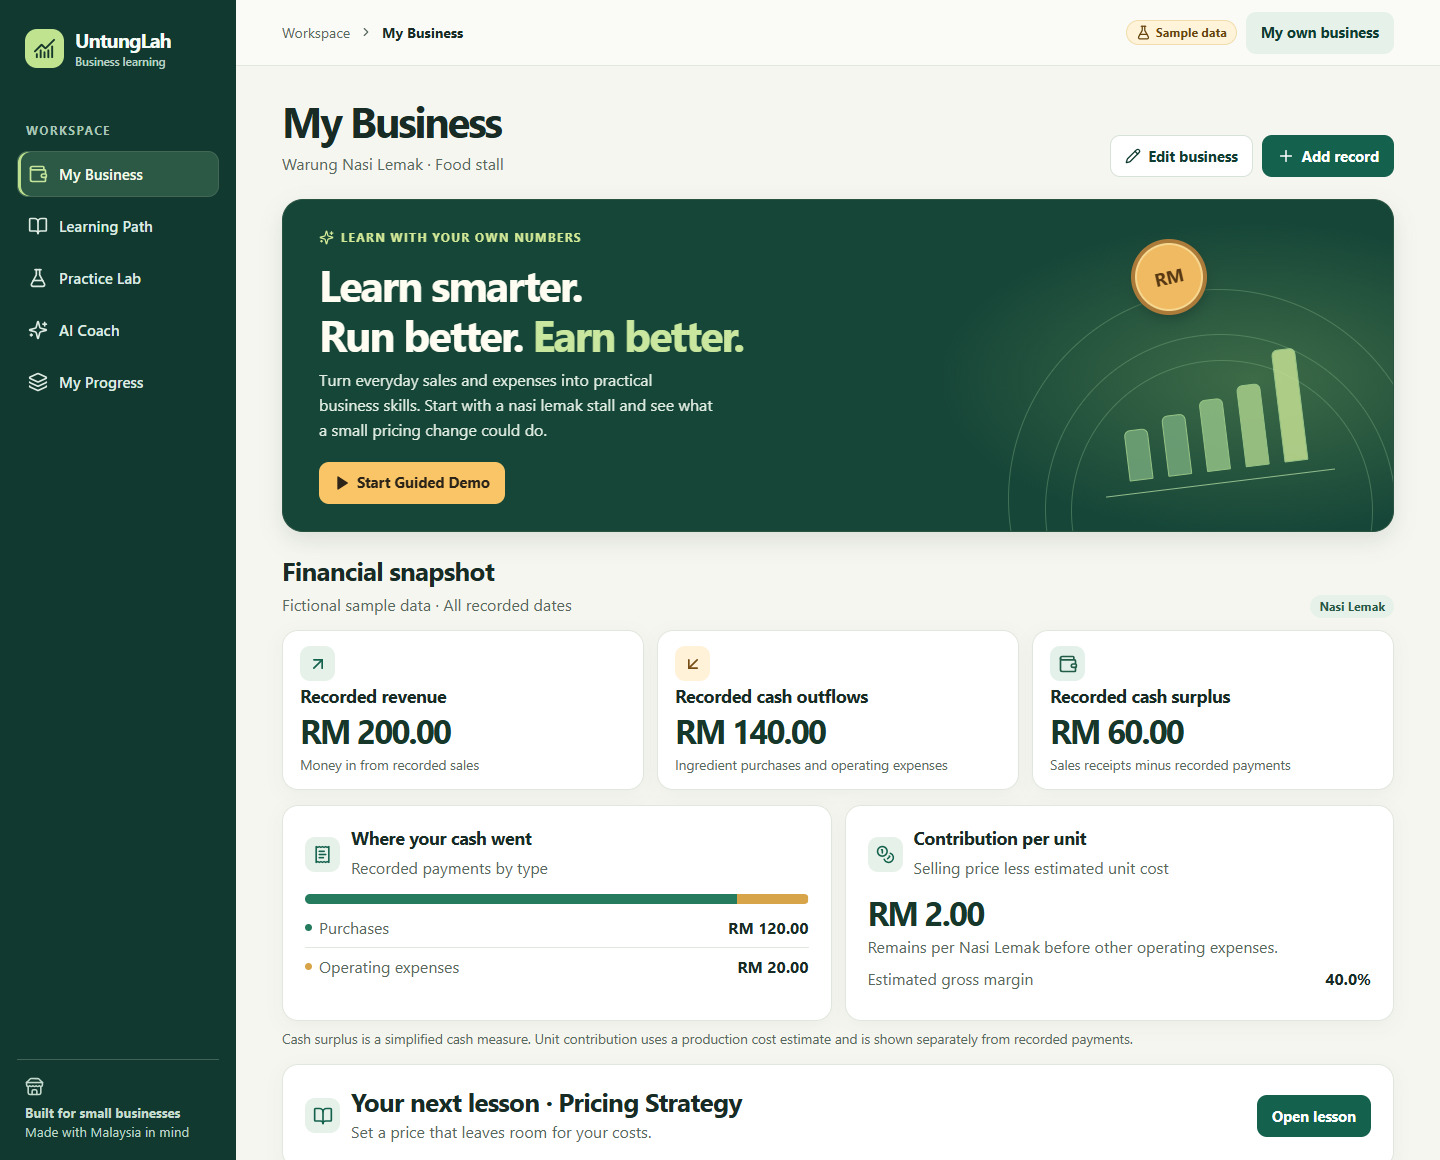 UntungLah
Business learning
WORKSPACE
My Business
Learning Path
Practice Lab
AI Coach
My Progress
Built for small businesses
Made with Malaysia in mind
Workspace > My Business
Sample data
My own business
My Business
Warung Nasi Lemak · Food stall
Edit business
+ Add record
LEARN WITH YOUR OWN NUMBERS
Learn smarter.
Run better. Earn better.
Turn everyday sales and expenses into practical
business skills. Start with a nasi lemak stall and see what
a small pricing change could do.
Start Guided Demo
RM
Financial snapshot
Fictional sample data · All recorded dates
Nasi Lemak
Recorded revenue
RM 200.00
Money in from recorded sales
Recorded cash outflows
RM 140.00
Ingredient purchases and operating expenses
Recorded cash surplus
RM 60.00
Sales receipts minus recorded payments
Where your cash went
Recorded payments by type
Purchases RM 120.00
Operating expenses RM 20.00
Contribution per unit
Selling price less estimated unit cost
RM 2.00
Remains per Nasi Lemak before other operating expenses.
Estimated gross margin 40.0%
Cash surplus is a simplified cash measure. Unit contribution uses a production cost estimate and is shown separately from recorded payments.
Your next lesson · Pricing Strategy
Set a price that leaves room for your costs.
Open lesson